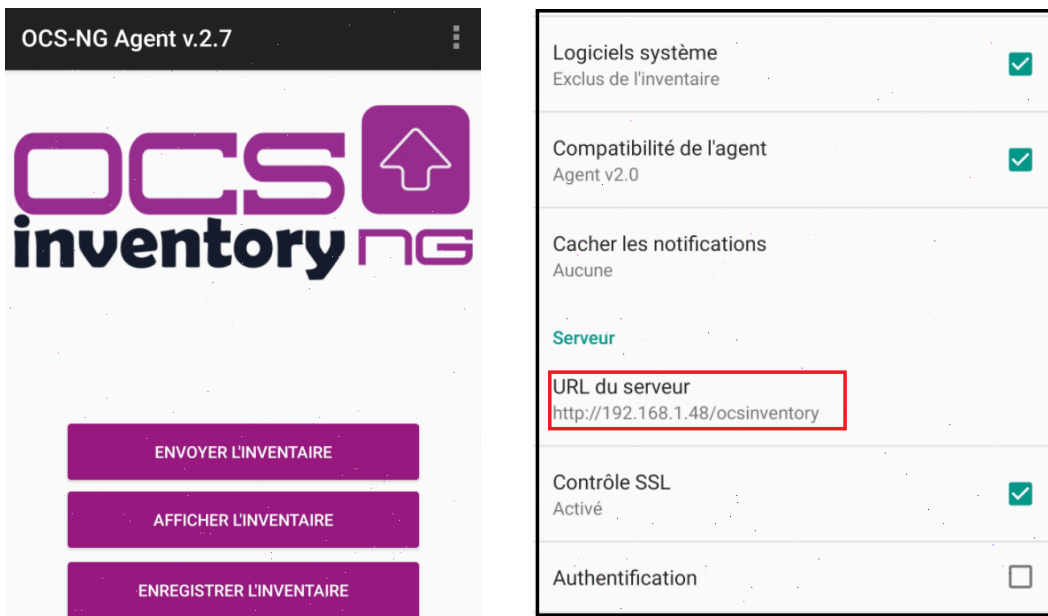 OCS-NG Agent v.2.7
OCS
inventory NG
ENVOYER L'INVENTAIRE
AFFICHER L'INVENTAIRE
ENREGISTRER L'INVENTAIRE
Logiciels système
Exclus de l'inventaire
Compatibilité de l'agent
Agent v2.0
Cacher les notifications
Aucune
Serveur
URL du serveur
http://192.168.1.48/ocsinventory
Contrôle SSL
Activé
Authentification